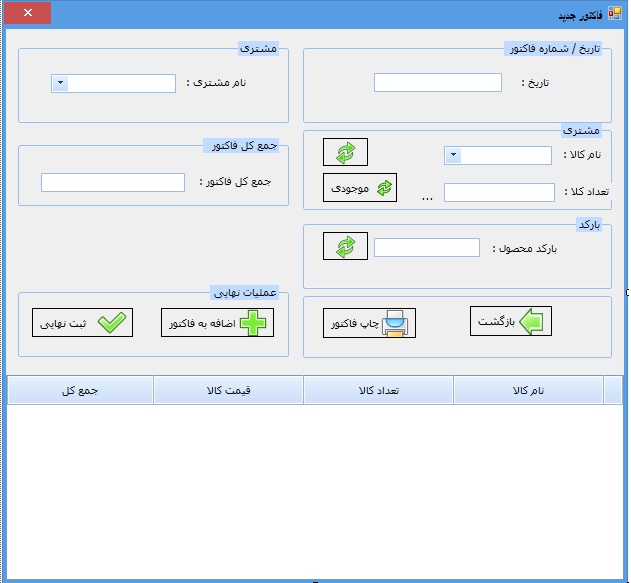 فاکتور جدید
تاریخ / شماره فاکتور
تاریخ :
مشتری
نام مشتری :
مشتری
نام کالا :
تعداد کلا :
موجودی
...
جمع کل فاکتور
جمع کل فاکتور :
بارکد
بارکد محصول :
بازگشت
چاپ فاکتور
عملیات نهایی
اضافه به فاکتور
ثبت نهایی
نام کالا تعداد کالا قیمت کالا جمع کل